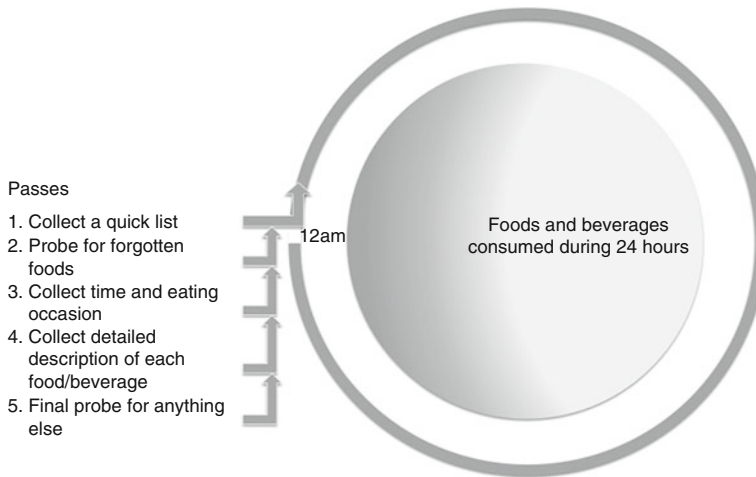 Passes
1. Collect a quick list
2. Probe for forgotten
foods
3. Collect time and eating
occasion
4. Collect detailed
description of each
food/beverage
5. Final probe for anything
else
12am
Foods and beverages
consumed during 24 hours